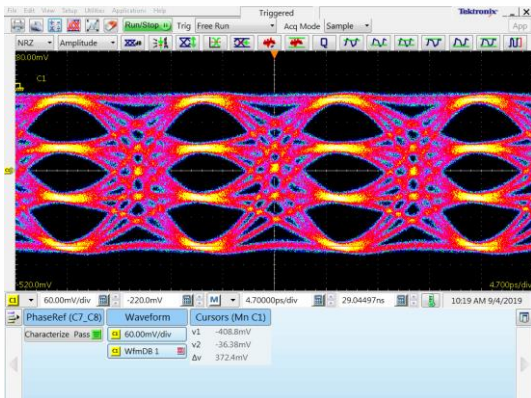 File Edit View Setup Utilities Applications Help Triggered Tektronix
Run/Stop Trig Free Run Acq Mode Sample App
NRZ Amplitude
80.00mV
C1
-520.0mV 4.700ps/div
C3 60.00mV/div -220.0mV M 4.70000ps/div 29.04497ns 10:19 AM 9/4/2019
PhaseRef (C7_C8) Waveform Cursors (Mn C1)
Characterize Pass 60.00mV/div v1 -408.8mV
WfmDB 1 v2 -36.38mV
Δv 372.4mV